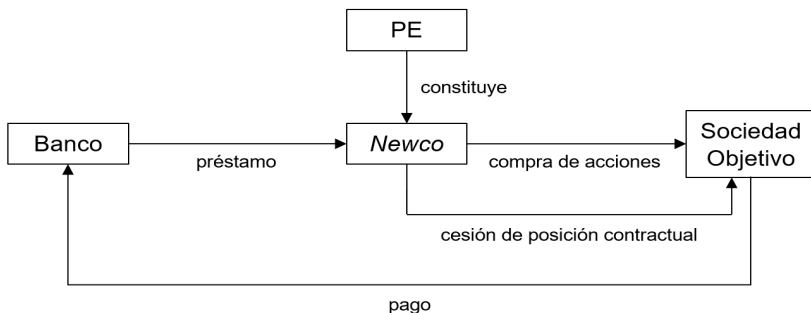 PE
constituye
Banco
préstamo
Newco
compra de acciones
Sociedad
Objetivo
cesión de posición contractual
pago